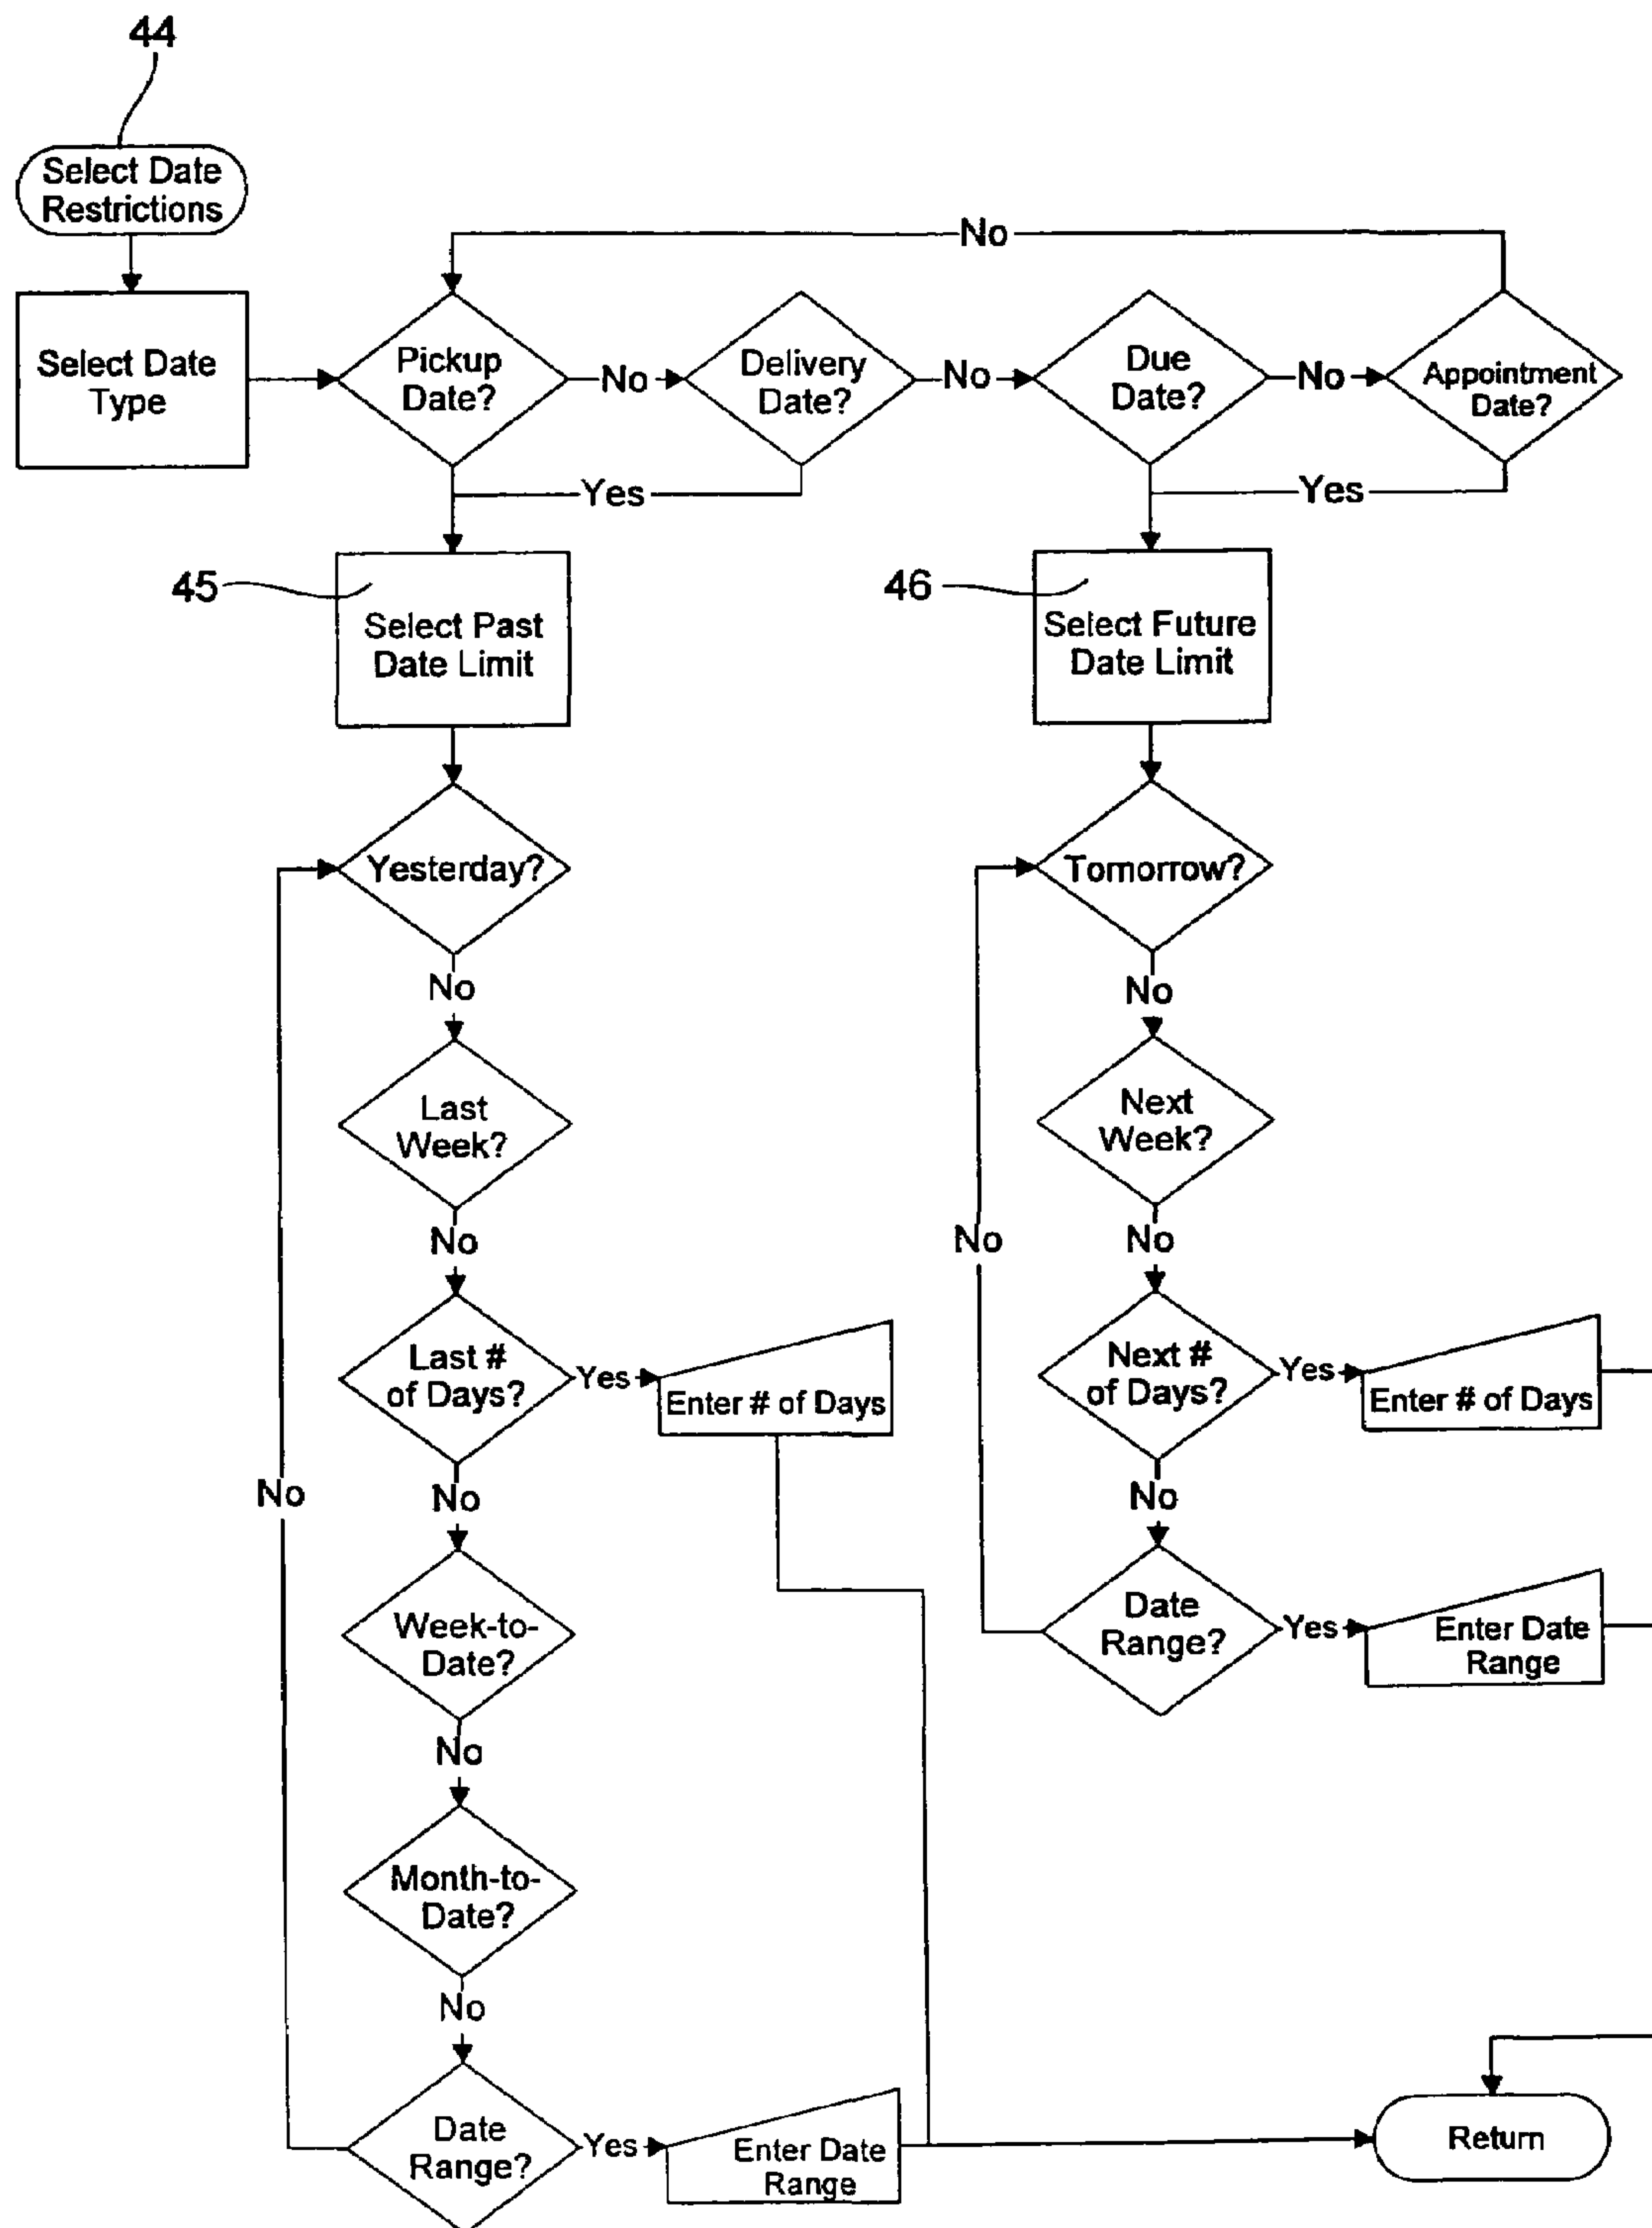 44
Select Date
Restrictions
No
Select Date
Type
Pickup
Date?
No
Delivery
Date?
No
Due
Date?
No
Appointment
Date?
Yes
Yes
45
Select Past
Date Limit
46
Select Future
Date Limit
Yesterday?
Tomorrow?
No
No
Last
Week?
Next
Week?
No
No
No
No
Last #
of Days?
Yes
Enter # of Days
Next #
of Days?
Yes
Enter # of Days
No
No
No
Week-to-
Date?
Date
Range?
Yes
Enter Date
Range
No
Month-to-
Date?
No
Date
Range?
Yes
Enter Date
Range
Return